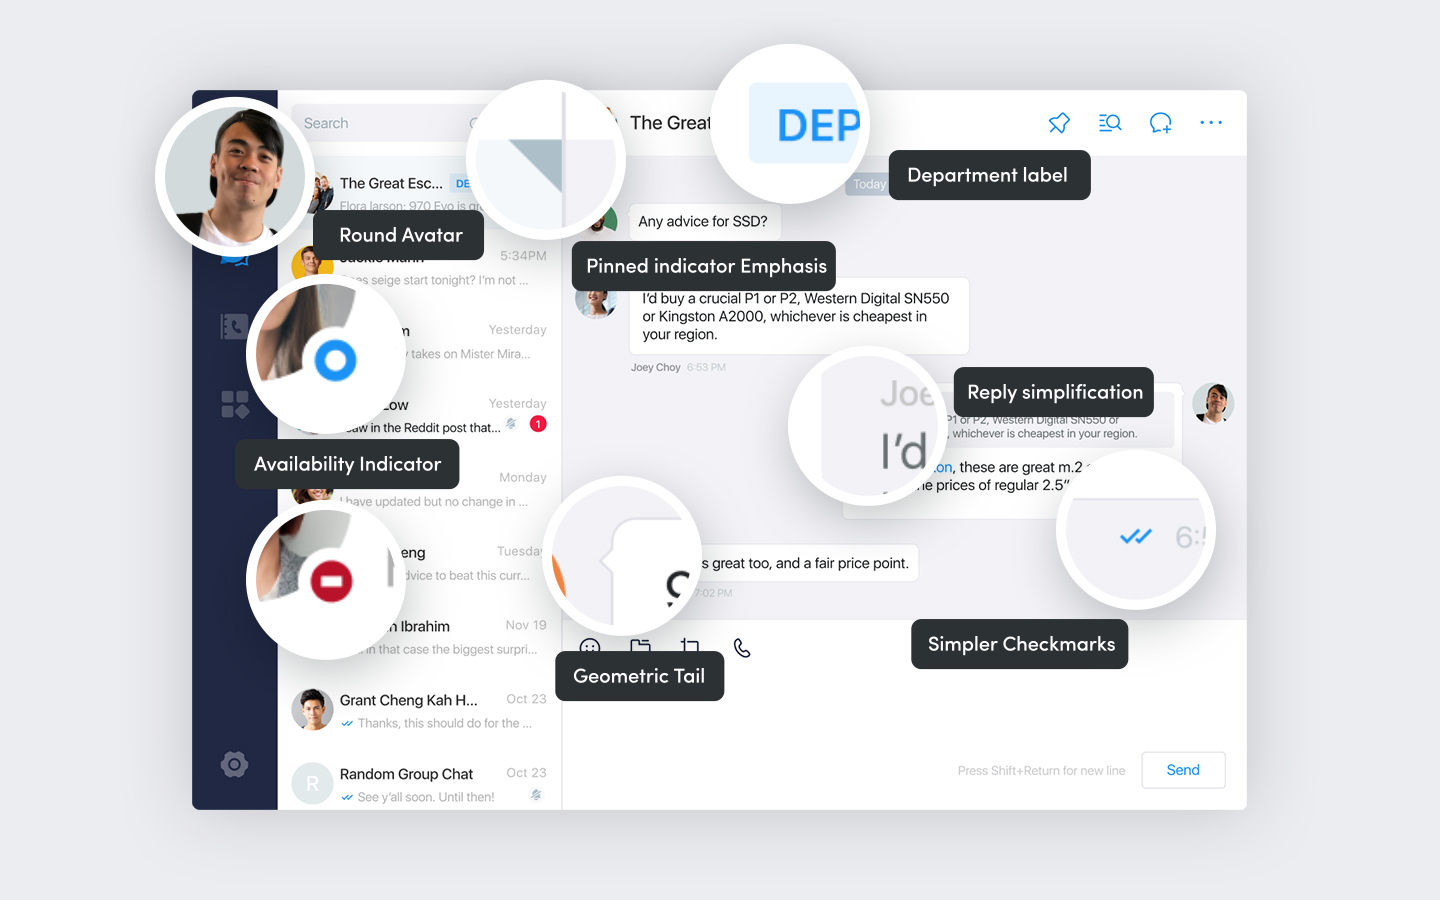 Search
The Great Esc...
DE
Flora larson: 970 Evo is gr
Round Avatar
Jackie Mann
5:34PM
seige start tonight? I'm not ...
Yesterday
takes on Mister Mira...
Yesterday
ow
aw in the Reddit post that...
1
Availability Indicator
Monday
have updated but no change in ...
eng
Tuesday
dvice to beat this curr...
Ibrahim
Nov 19
in that case the biggest surpri...
Grant Cheng Kah H...
Oct 23
Thanks, this should do for the ...
R
Random Group Chat
Oct 23
See y'all soon. Until then!
The Great
DEP
Department label
Today
Any advice for SSD?
Pinned indicator Emphasis
I'd buy a crucial P1 or P2, Western Digital SN550
or Kingston A2000, whichever is cheapest in
your region.
Joey Choy 6:53 PM
Reply simplification
Joe
I'd
P1 or P2, Western Digital SN550 or
, whichever is cheapest in your region.
on, these are great m.2
prices of regular 2.5"
6:5
Simpler Checkmarks
s great too, and a fair price point.
7:02 PM
Geometric Tail
Press Shift+Return for new line
Send